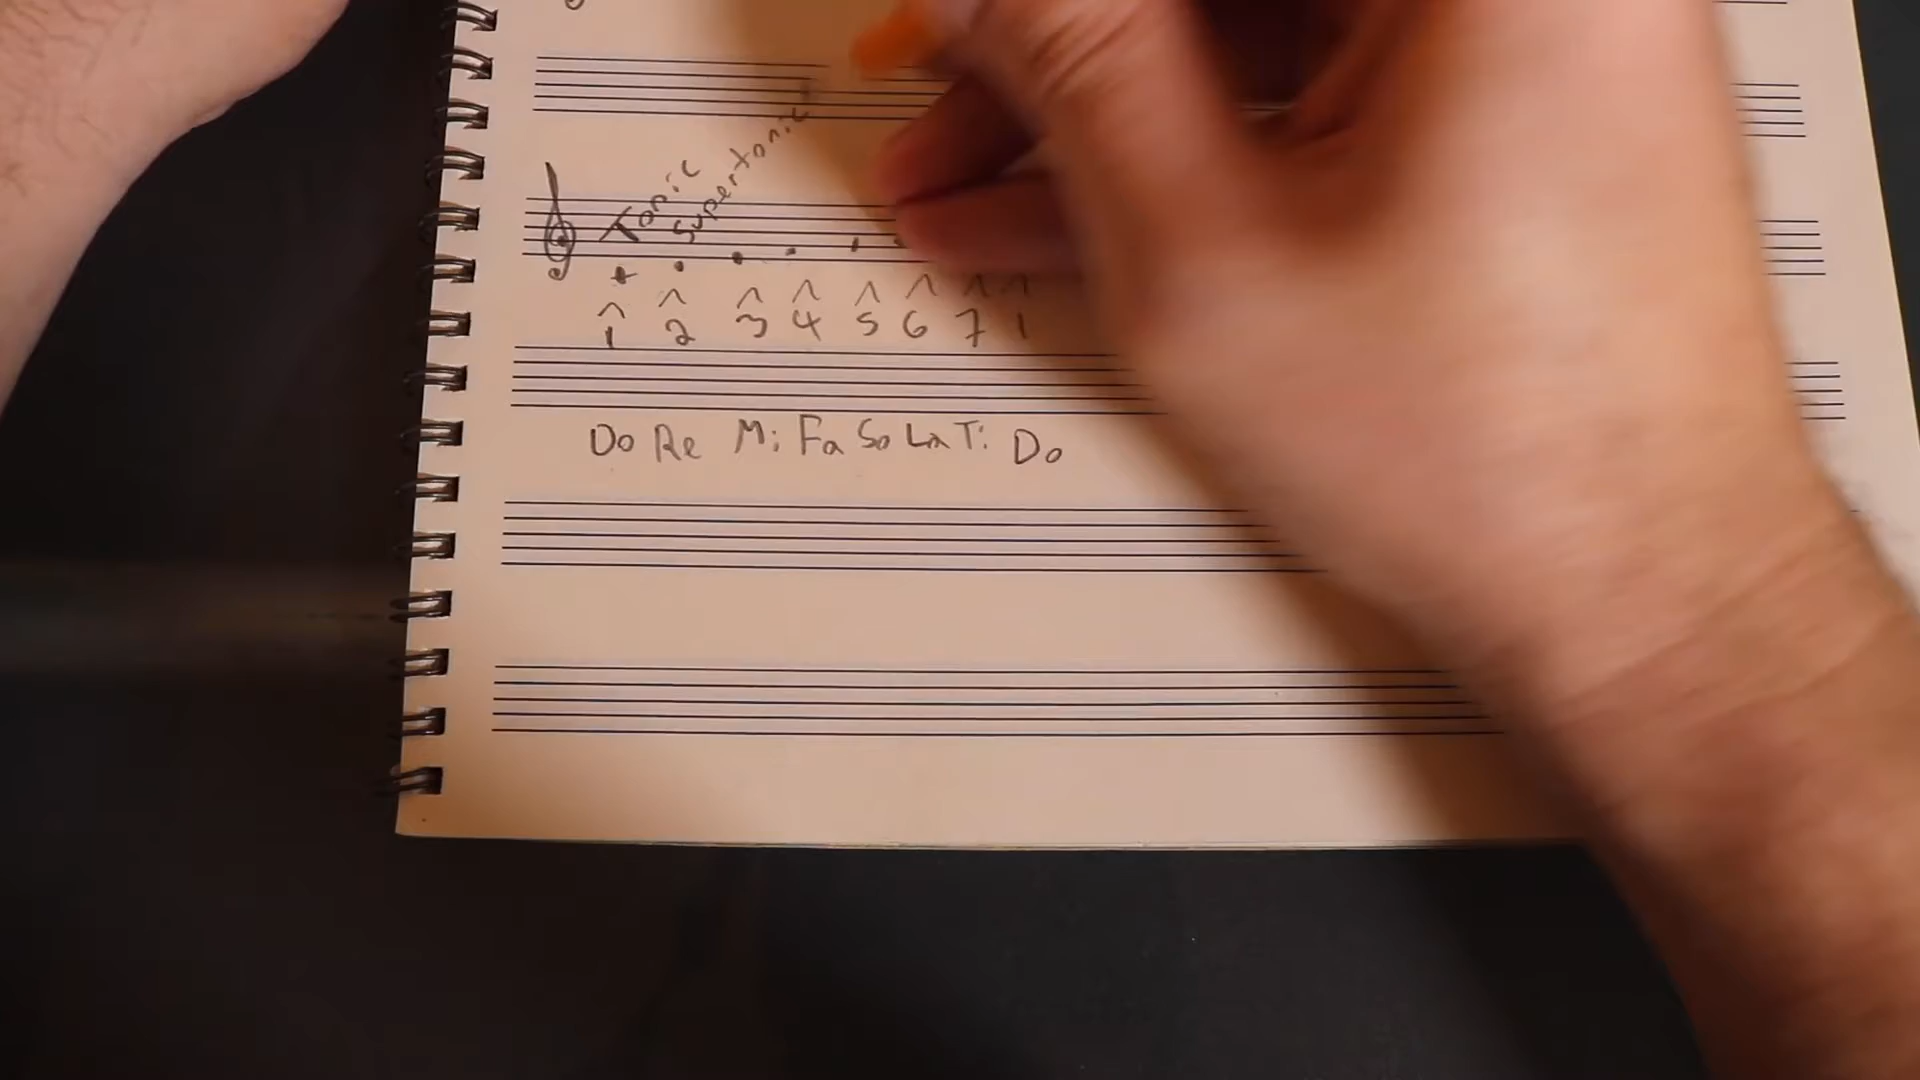 Tonic
Supertonic
^ ^ ^ ^ ^ ^ ^ ^
1 2 3 4 5 6 7 1
Do Re Mi Fa So La Ti Do